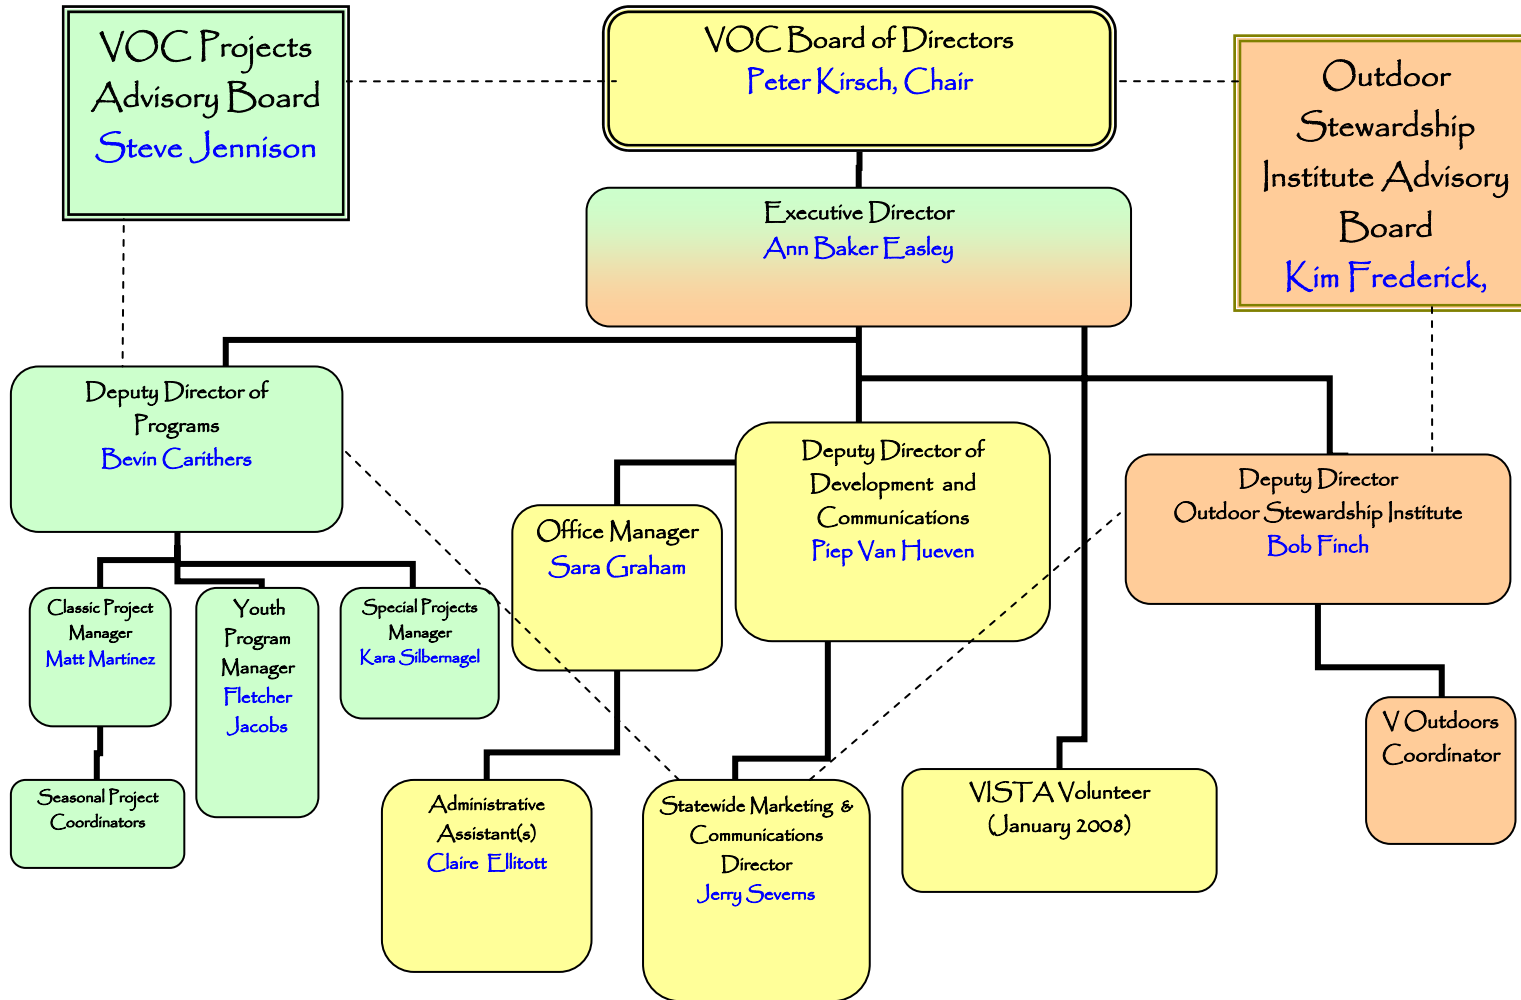 VOC Projects
Advisory Board
Steve Jennison
VOC Board of Directors
Peter Kirsch, Chair
Outdoor
Stewardship
Institute Advisory
Board
Kim Frederick,
Executive Director
Ann Baker Easley
Deputy Director of
Programs
Bevin Carithers
Deputy Director of
Development and
Communications
Piep Van Hueven
Deputy Director
Outdoor Stewardship Institute
Bob Finch
Office Manager
Sara Graham
Classic Project
Manager
Matt Martinez
Youth
Program
Manager
Fletcher
Jacobs
Special Projects
Manager
Kara Silbernagel
V Outdoors
Coordinator
Seasonal Project
Coordinators
Administrative
Assistant(s)
Claire Ellitott
Statewide Marketing &
Communications
Director
Jerry Severns
VISTA Volunteer
(January 2008)